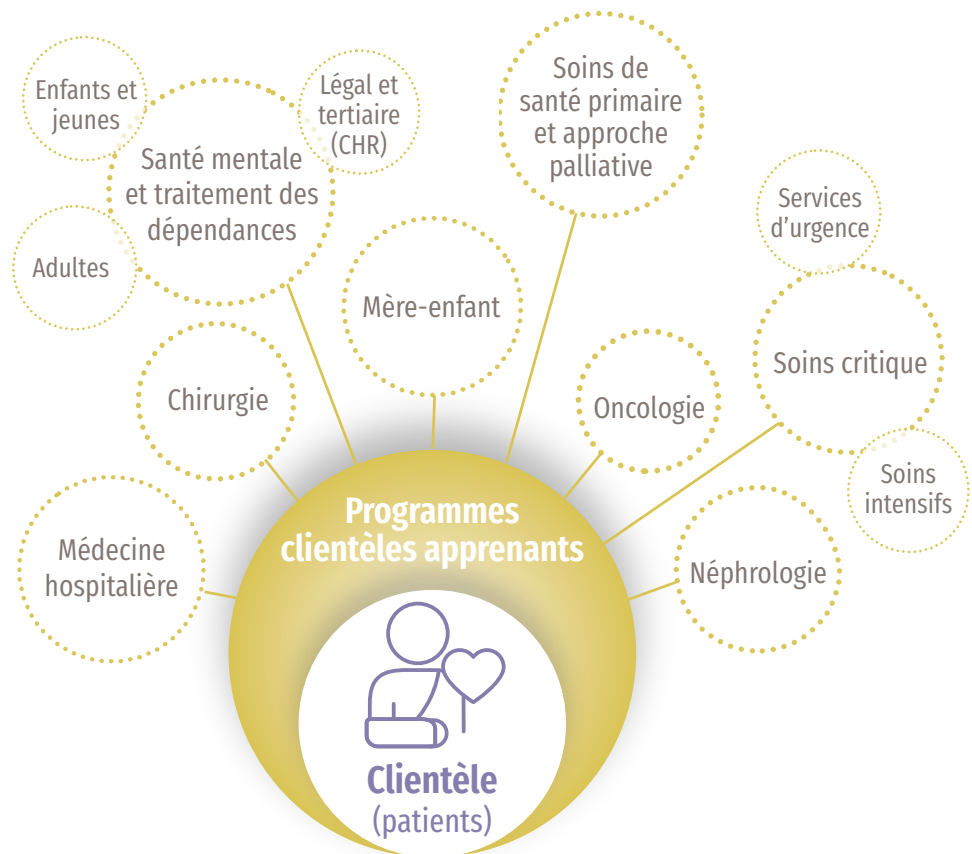 Enfants et
jeunes
Légal et
tertiaire
(CHR)
Santé mentale
et traitement des
dépendances
Adultes
Soins de
santé primaire
et approche
palliative
Services
d'urgence
Mère-enfant
Soins critique
Chirurgie
Oncologie
Soins
intensifs
Médecine
hospitalière
Néphrologie
Programmes
clientèles apprenants
Clientèle
(patients)